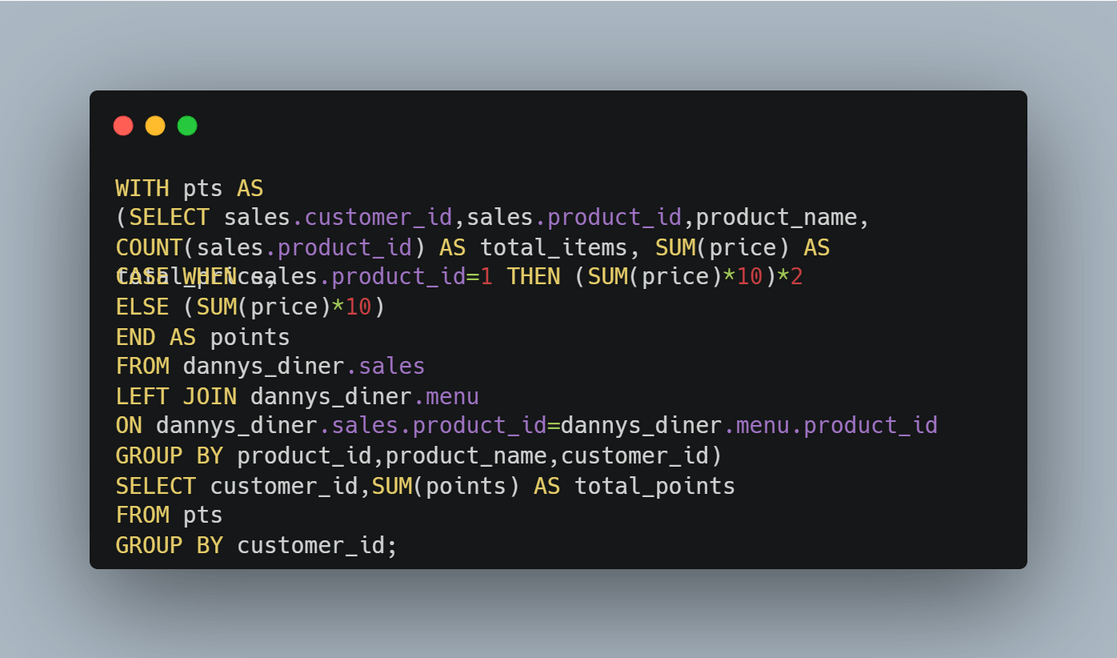 WITH pts AS
(SELECT sales.customer_id,sales.product_id,product_name,
COUNT(sales.product_id) AS total_items, SUM(price) AS
total_price,
CASE WHEN sales.product_id=1 THEN (SUM(price)*10)*2
ELSE (SUM(price)*10)
END AS points
FROM dannys_diner.sales
LEFT JOIN dannys_diner.menu
ON dannys_diner.sales.product_id=dannys_diner.menu.product_id
GROUP BY product_id,product_name,customer_id)
SELECT customer_id,SUM(points) AS total_points
FROM pts
GROUP BY customer_id;